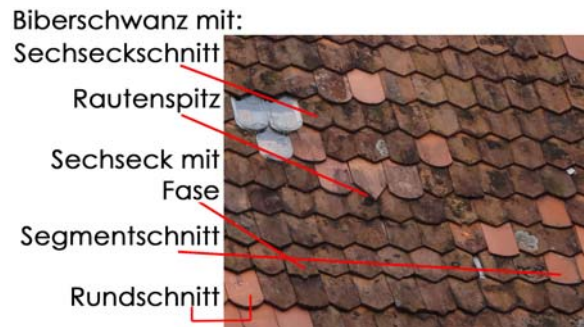 Biberschwanz mit:
Sechseckschnitt
Rautenspitz
Sechseck mit
Fase
Segmentschnitt
Rundschnitt